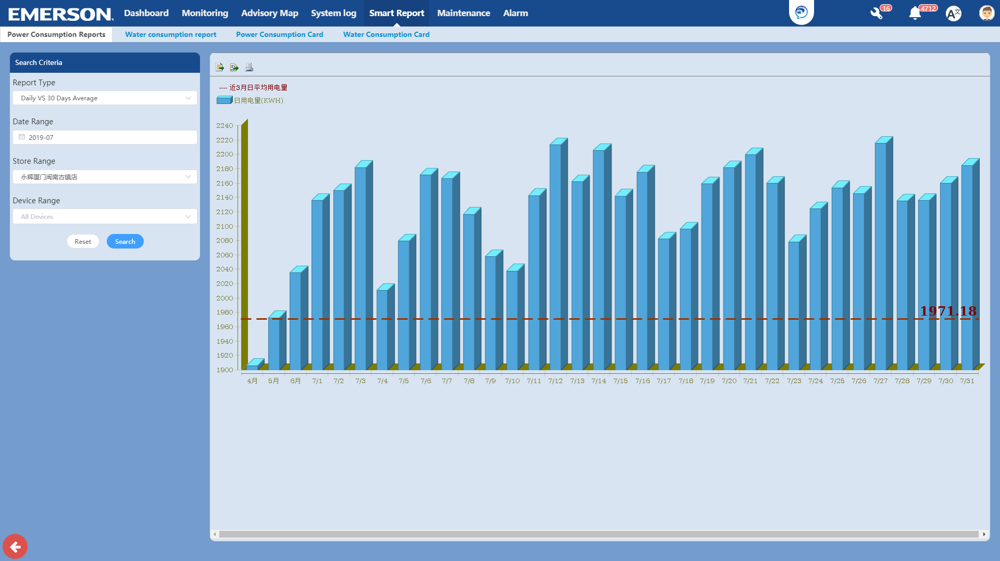 EMERSON.
Dashboard Monitoring Advisory Map System log Smart Report Maintenance Alarm 16 4712 A文
Power Consumption Reports Water consumption report Power Consumption Card Water Consumption Card
Search Criteria
Report Type
Daily VS 30 Days Average
Date Range
2019-07
Store Range
永辉厦门闽南古镇店
Device Range
All Devices
Reset Search
---- 近3月日平均用电量
日用电量(KWH)
2240
2220
2200
2180
2160
2140
2120
2100
2080
2060
2040
2020
2000
1980
1960
1940
1920
1900
1971.18
4月 5月 6月 7/1 7/2 7/3 7/4 7/5 7/6 7/7 7/8 7/9 7/10 7/11 7/12 7/13 7/14 7/15 7/16 7/17 7/18 7/19 7/20 7/21 7/22 7/23 7/24 7/25 7/26 7/27 7/28 7/29 7/30 7/31